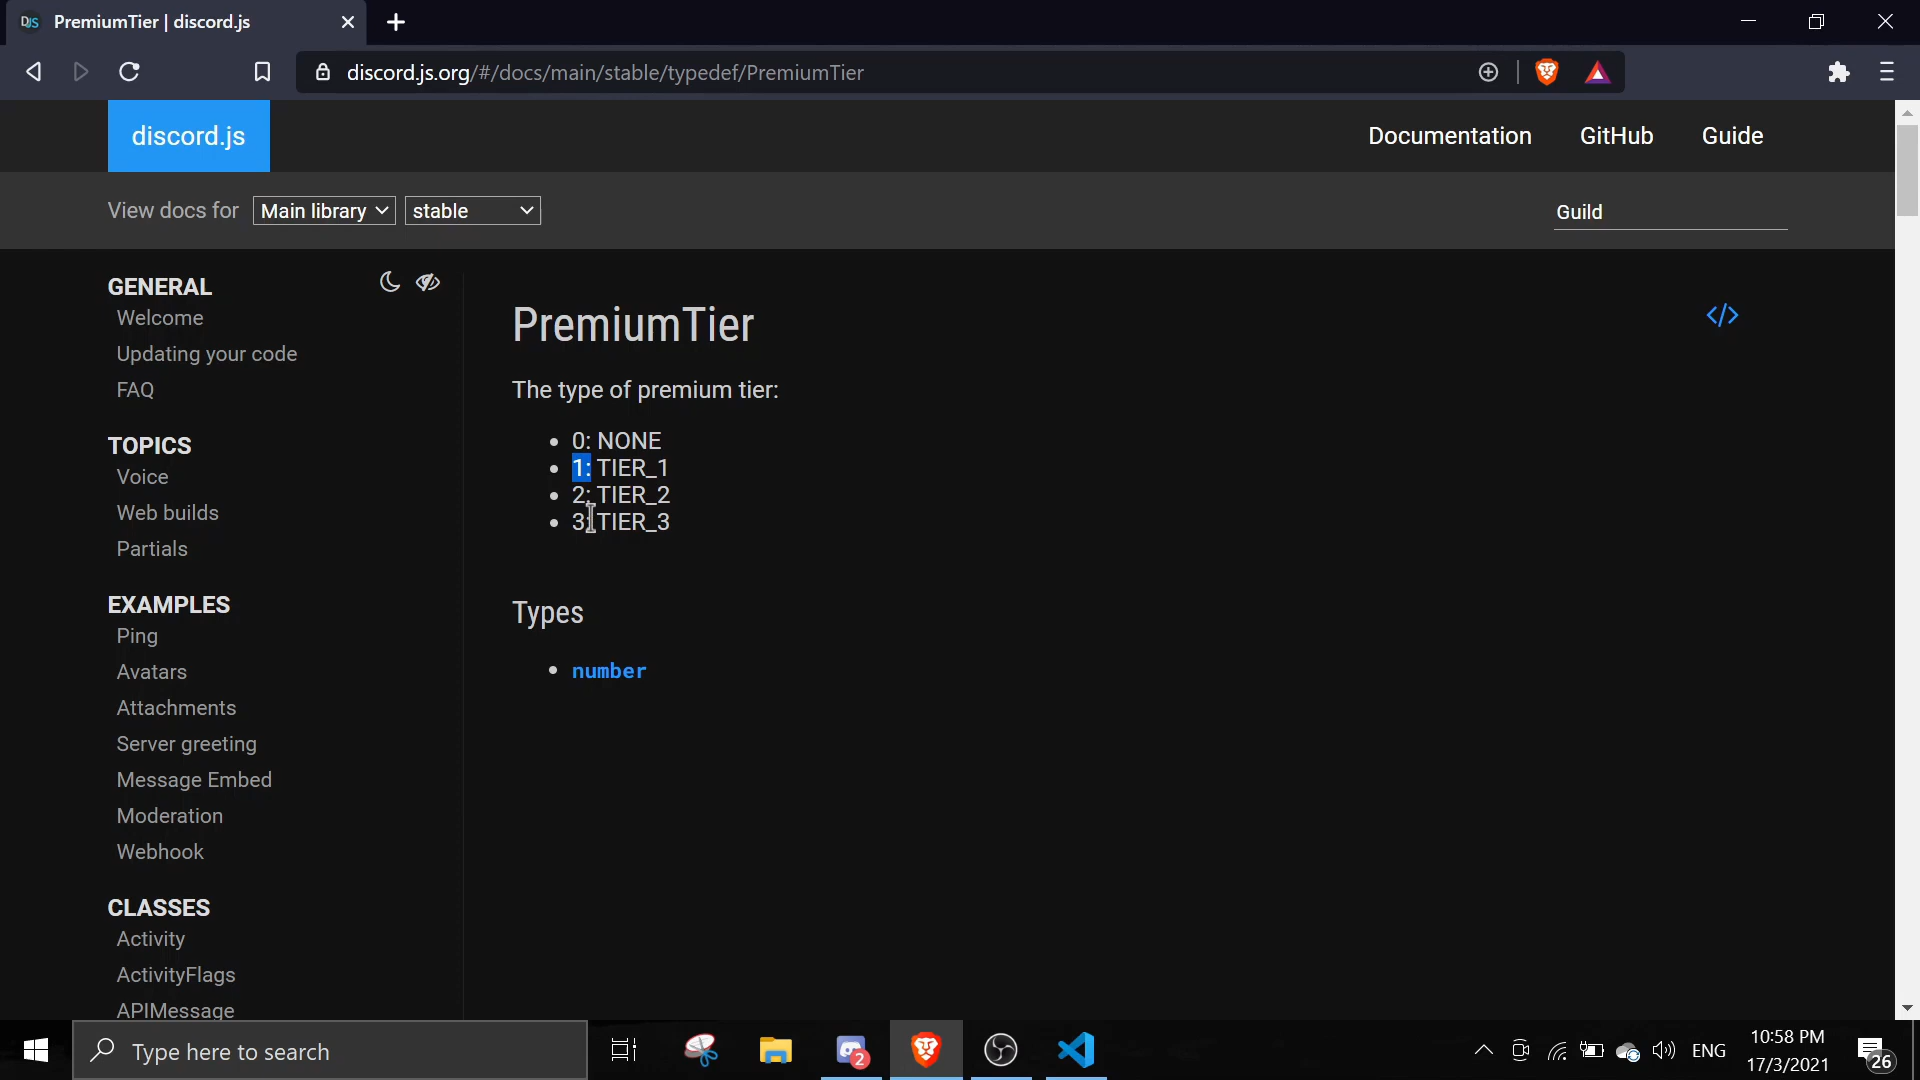 PremiumTier | discord.js
discord.js.org/#/docs/main/stable/typedef/PremiumTier
discord.js
Documentation
GitHub
Guide
View docs for
Main library
stable
Guild
GENERAL
Welcome
Updating your code
FAQ
TOPICS
Voice
Web builds
Partials
EXAMPLES
Ping
Avatars
Attachments
Server greeting
Message Embed
Moderation
Webhook
CLASSES
Activity
ActivityFlags
APIMessage
PremiumTier
</>
The type of premium tier:
0: NONE
1: TIER_1
2: TIER_2
3: TIER_3
Types
number
Type here to search
2
ENG
10:58 PM
17/3/2021
26